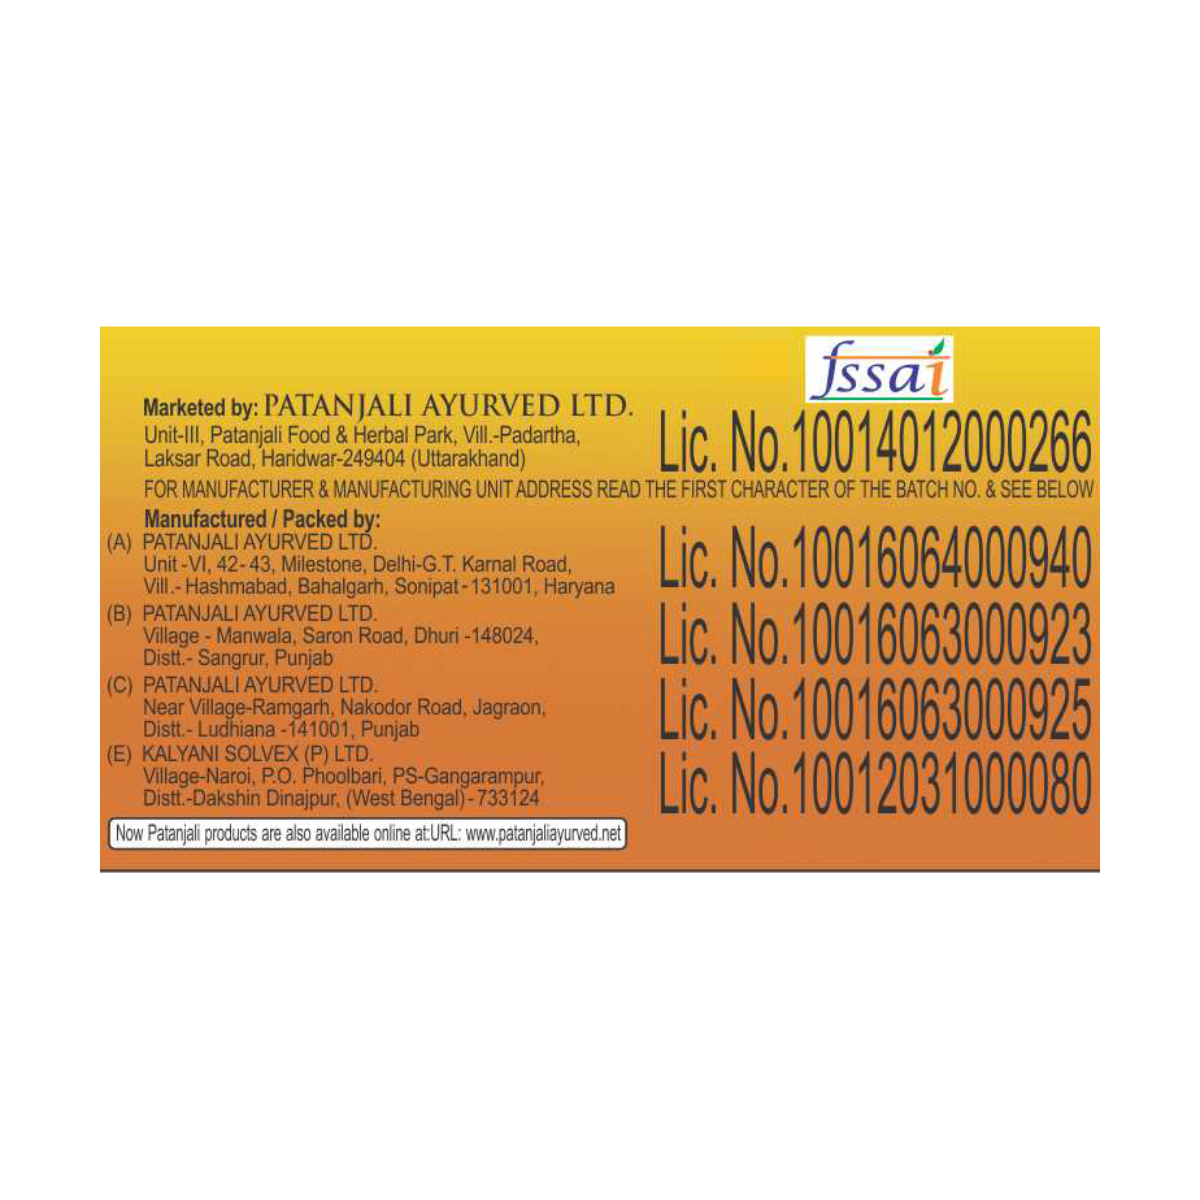 fssai
Marketed by: PATANJALI AYURVED LTD.
Unit-III, Patanjali Food & Herbal Park, Vill.-Padartha,
Laksar Road, Haridwar-249404 (Uttarakhand)
Lic. No.10014012000266
FOR MANUFACTURER & MANUFACTURING UNIT ADDRESS READ THE FIRST CHARACTER OF THE BATCH NO. & SEE BELOW
Manufactured / Packed by:
(A) PATANJALI AYURVED LTD.
Unit -VI, 42- 43, Milestone, Delhi-G.T. Karnal Road,
Vill.- Hashmabad, Bahalgarh, Sonipat - 131001, Haryana
Lic. No.10016064000940
(B) PATANJALI AYURVED LTD.
Village - Manwala, Saron Road, Dhuri -148024,
Distt.- Sangrur, Punjab
Lic. No.10016063000923
(C) PATANJALI AYURVED LTD.
Near Village-Ramgarh, Nakodor Road, Jagraon,
Distt.- Ludhiana -141001, Punjab
Lic. No.10016063000925
(E) KALYANI SOLVEX (P) LTD.
Village-Naroi, P.O. Phoolbari, PS-Gangarampur,
Distt.-Dakshin Dinajpur, (West Bengal) - 733124
Lic. No.10012031000080
Now Patanjali products are also available online at:URL: www.patanjaliayurved.net